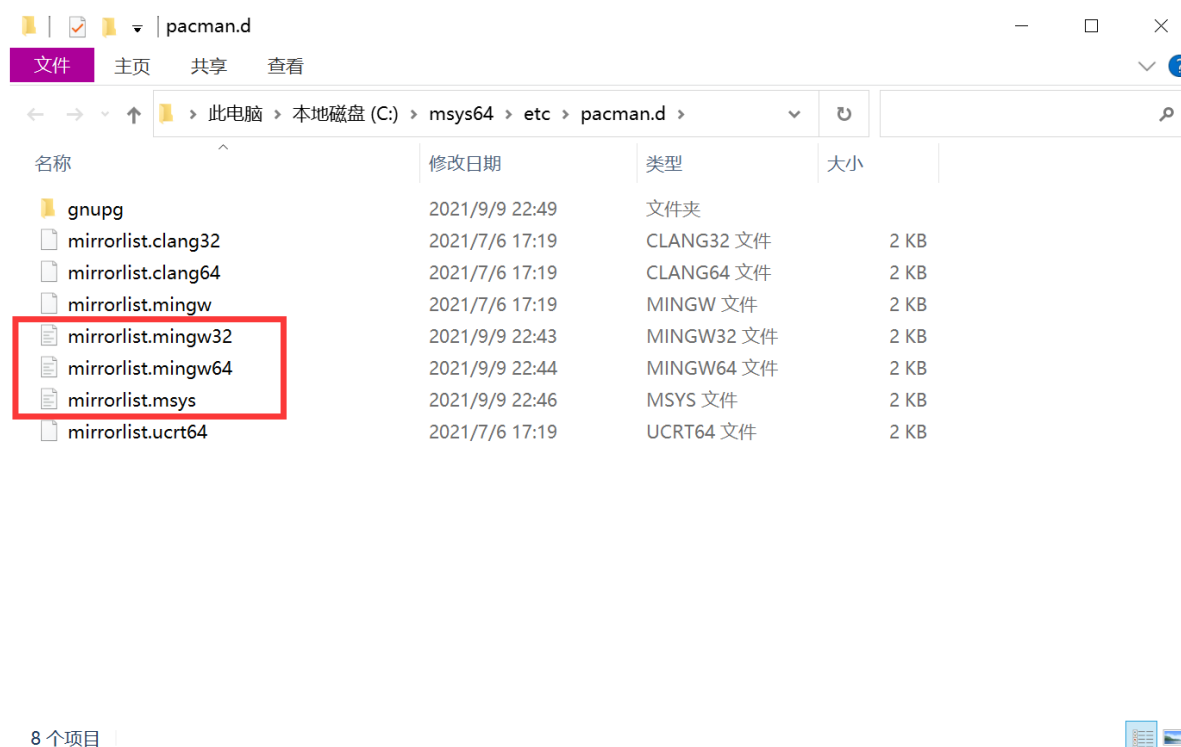 pacman.d
文件 主页 共享 查看
此电脑 本地磁盘 (C:) msys64 etc pacman.d
名称 修改日期 类型 大小
gnupg 2021/9/9 22:49 文件夹
mirrorlist.clang32 2021/7/6 17:19 CLANG32 文件 2 KB
mirrorlist.clang64 2021/7/6 17:19 CLANG64 文件 2 KB
mirrorlist.mingw 2021/7/6 17:19 MINGW 文件 2 KB
mirrorlist.mingw32 2021/9/9 22:43 MINGW32 文件 2 KB
mirrorlist.mingw64 2021/9/9 22:44 MINGW64 文件 2 KB
mirrorlist.msys 2021/9/9 22:46 MSYS 文件 2 KB
mirrorlist.ucrt64 2021/7/6 17:19 UCRT64 文件 2 KB
8 个项目